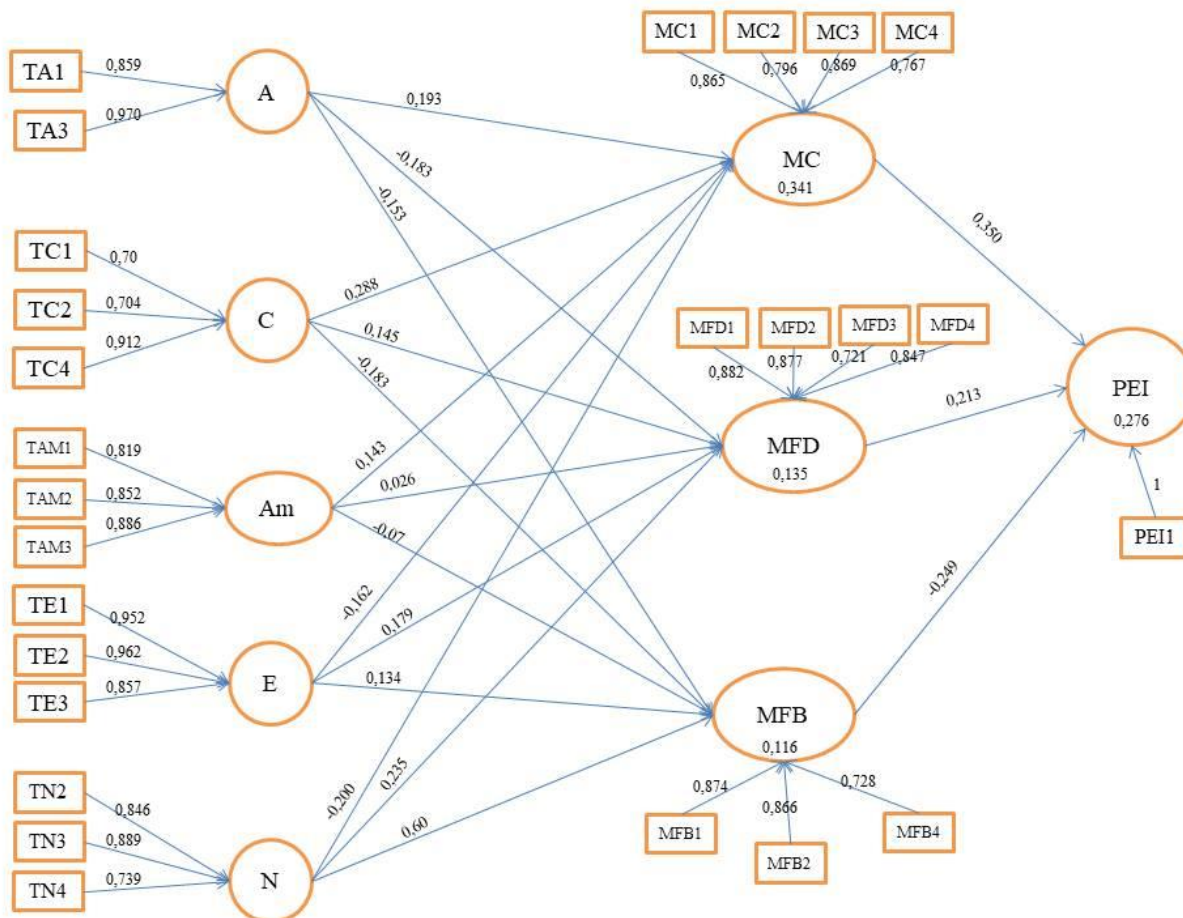 TA1
0,859
TA3
0,970
A
TC1
0,70
TC2
0,704
TC4
0,912
C
TAM1
0,819
TAM2
0,852
TAM3
0,886
Am
TE1
0,952
TE2
0,962
TE3
0,857
E
TN2
0,846
TN3
0,889
TN4
0,739
N
0,193
-0,183
-0,153
0,288
0,145
-0,183
0,143
0,026
-0,07
-0,162
0,179
0,134
-0,200
0,235
0,60
MC1
MC2
MC3
MC4
0,865
0,796
0,869
0,767
MC
0,341
MFD1
MFD2
MFD3
MFD4
0,882
0,877
0,721
0,847
MFD
0,135
MFB
0,116
0,874
0,866
0,728
MFB1
MFB2
MFB4
0,350
0,213
-0,249
PEI
0,276
1
PEI1